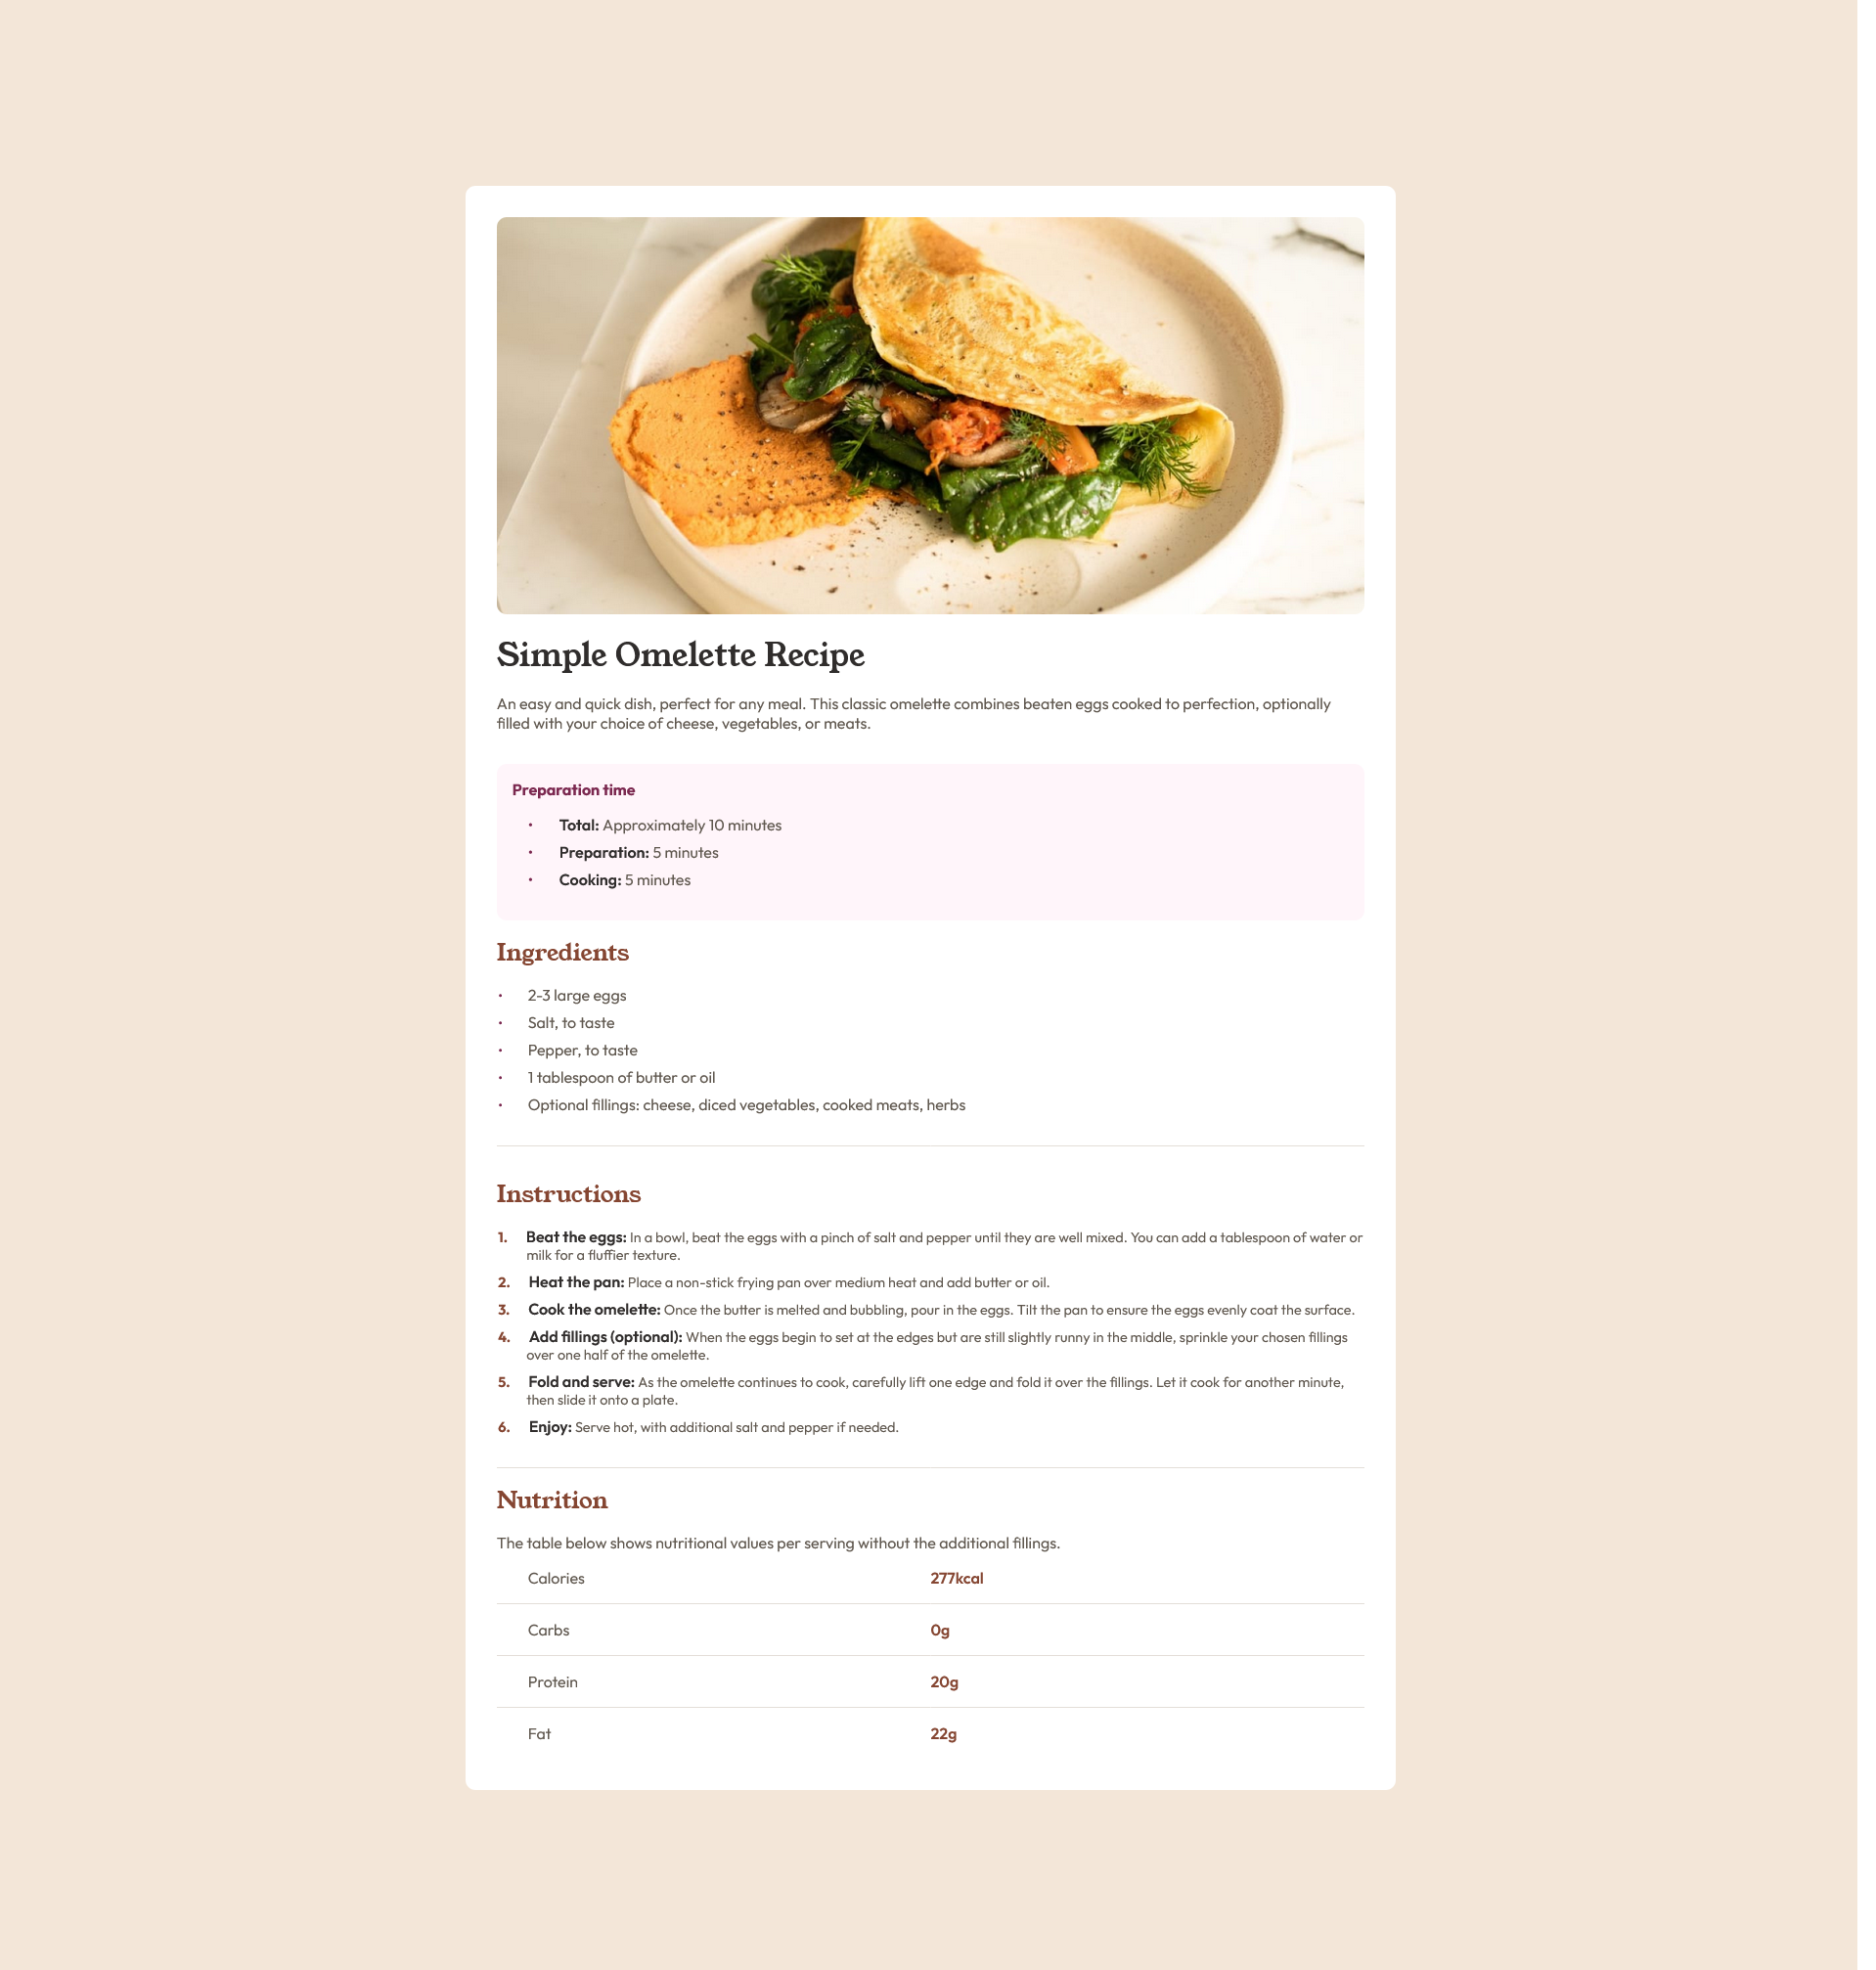 Simple Omelette Recipe
An easy and quick dish, perfect for any meal. This classic omelette combines beaten eggs cooked to perfection, optionally
filled with your choice of cheese, vegetables, or meats.
Preparation time
• Total: Approximately 10 minutes
• Preparation: 5 minutes
• Cooking: 5 minutes
Ingredients
• 2-3 large eggs
• Salt, to taste
• Pepper, to taste
• 1 tablespoon of butter or oil
• Optional fillings: cheese, diced vegetables, cooked meats, herbs
Instructions
1. Beat the eggs: In a bowl, beat the eggs with a pinch of salt and pepper until they are well mixed. You can add a tablespoon of water or
milk for a fluffier texture.
2. Heat the pan: Place a non-stick frying pan over medium heat and add butter or oil.
3. Cook the omelette: Once the butter is melted and bubbling, pour in the eggs. Tilt the pan to ensure the eggs evenly coat the surface.
4. Add fillings (optional): When the eggs begin to set at the edges but are still slightly runny in the middle, sprinkle your chosen fillings
over one half of the omelette.
5. Fold and serve: As the omelette continues to cook, carefully lift one edge and fold it over the fillings. Let it cook for another minute,
then slide it onto a plate.
6. Enjoy: Serve hot, with additional salt and pepper if needed.
Nutrition
The table below shows nutritional values per serving without the additional fillings.
Calories 277kcal
Carbs 0g
Protein 20g
Fat 22g